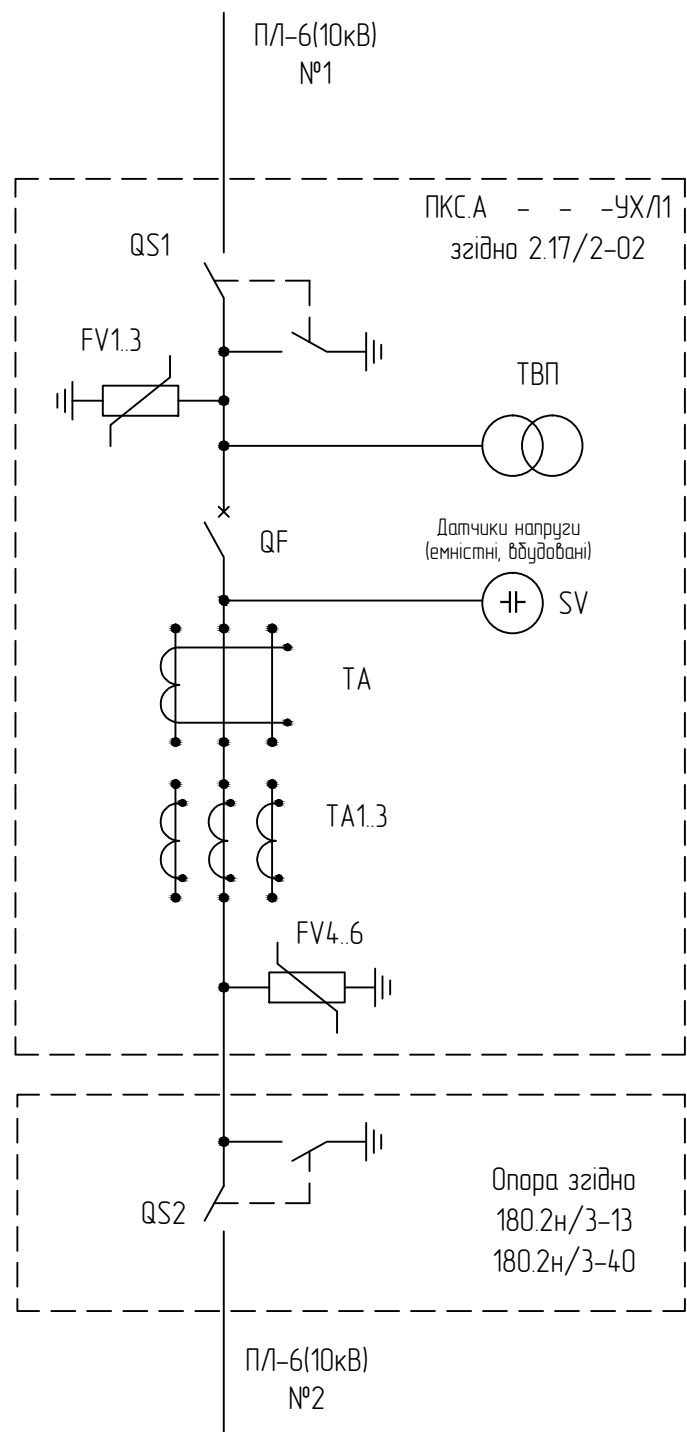 ПЛ-6(10кВ)
№1
ПКС.А - - -УХЛ1
згідно 2.17/2-02
QS1
FV1..3
ТВП
QF
Датчики напруги
(емністні, вбудовані)
SV
TA
TA1..3
FV4..6
Опора згідно
180.2н/3-13
180.2н/3-40
QS2
ПЛ-6(10кВ)
№2